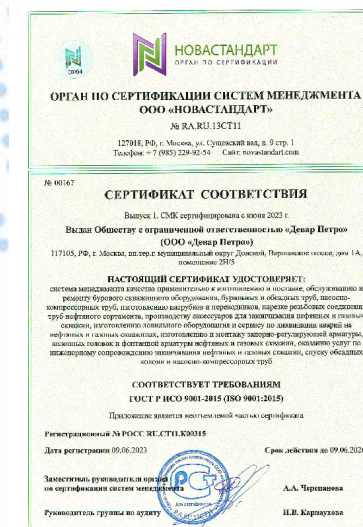 НОВАСТАНДАРТ
ОРГАН ПО СЕРТИФИКАЦИИ
ОРГАН ПО СЕРТИФИКАЦИИ СИСТЕМ МЕНЕДЖМЕНТА
ООО «НОВАСТАНДАРТ»
№ RA.RU.13СТ11
127018, РФ, г. Москва, ул. Сущевский вал, д. 9 стр. 1
Телефон: +7 (985) 229-92-54 Сайт: novastandart.com
№ 00167
СЕРТИФИКАТ СООТВЕТСТВИЯ
Выпуск 1. СМК сертифицирована с июня 2023 г.
Выдан Обществу с ограниченной ответственностью «Девар Петро»
(ООО «Девар Петро»)
117105, РФ, г. Москва, вн.тер.г. муниципальный округ Донской, Варшавское шоссе, дом 1А,
помещение 2Н/5
НАСТОЯЩИЙ СЕРТИФИКАТ УДОСТОВЕРЯЕТ:
система менеджмента качества применительно к изготовлению и поставке, обслуживанию и
ремонту бурового скважинного оборудования, бурильных и обсадных труб, насосно-
компрессорных труб, изготовлению патрубков и переводников, нарезке резьбовых соединений
труб нефтяного сортамента, производству аксессуаров для заканчивания нефтяных и газовых
скважин, изготовлению ловильного оборудования и сервису по ликвидации аварий на
нефтяных и газовых скважинах, изготовлению и монтажу запорно-регулирующей арматуры,
колонных головок и фонтанной арматуры нефтяных и газовых скважин, оказанию услуг по
инженерному сопровождению заканчивания нефтяных и газовых скважин, спуску обсадных
колонн и насосно-компрессорных труб
СООТВЕТСТВУЕТ ТРЕБОВАНИЯМ
ГОСТ Р ИСО 9001-2015 (ISO 9001:2015)
Приложение является неотъемлемой частью сертификата
Регистрационный № РОСС RU.СТ11.К00315
Дата регистрации 09.06.2023 Срок действия до 09.06.202
Заместитель руководителя органа
по сертификации систем менеджмента А.А. Черепанова
Руководитель группы по аудиту И.В. Карнаухова